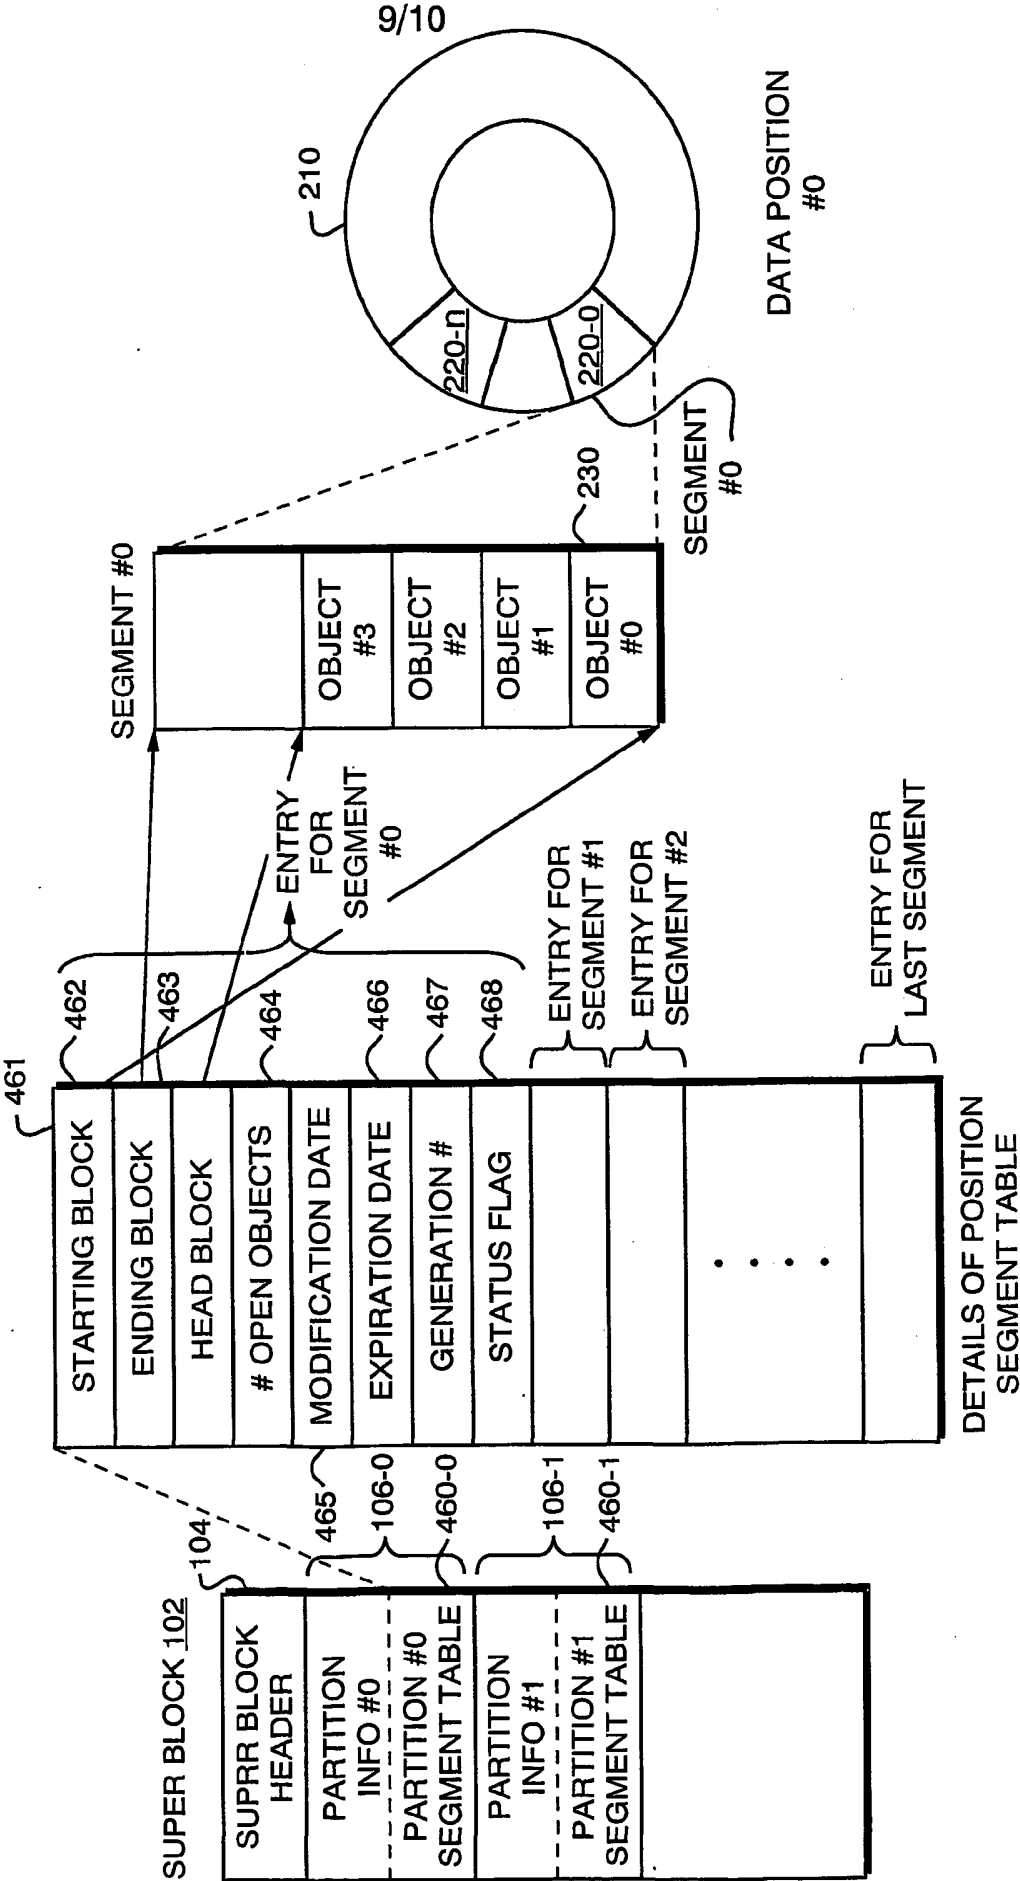 9/10
SUPER BLOCK 102
104
SUPRR BLOCK
HEADER
PARTITION
INFO #0
PARTITION #0
SEGMENT TABLE
PARTITION
INFO #1
PARTITION #1
SEGMENT TABLE
106-0
460-0
106-1
460-1
461
STARTING BLOCK
ENDING BLOCK
HEAD BLOCK
# OPEN OBJECTS
MODIFICATION DATE
EXPIRATION DATE
GENERATION #
STATUS FLAG
462
463
464
465
466
467
468
ENTRY
FOR
SEGMENT
#0
ENTRY FOR
SEGMENT #1
ENTRY FOR
SEGMENT #2
ENTRY FOR
LAST SEGMENT
DETAILS OF POSITION
SEGMENT TABLE
SEGMENT #0
OBJECT
#3
OBJECT
#2
OBJECT
#1
OBJECT
#0
230
SEGMENT
#0
210
220-n
220-0
DATA POSITION
#0